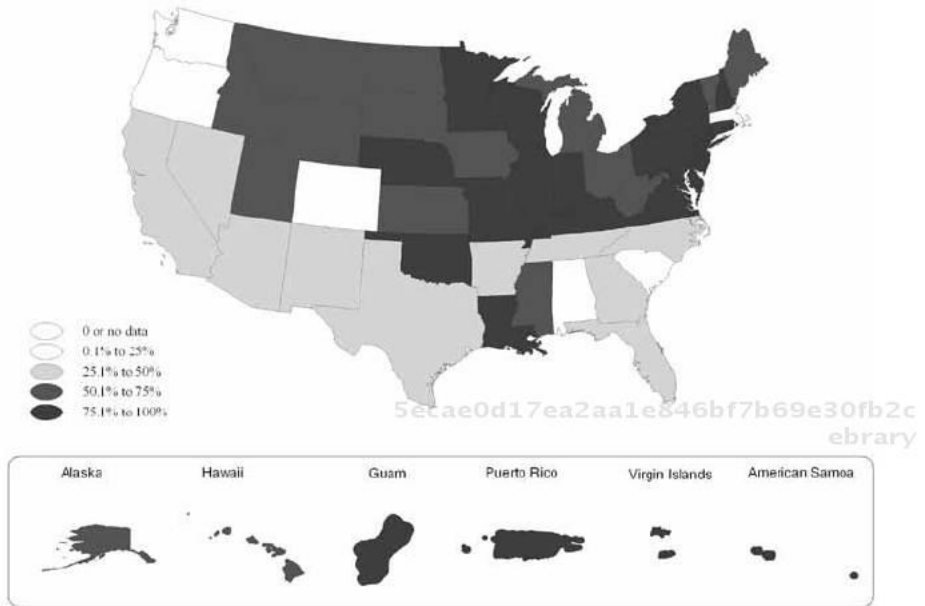 0 or no data
0.1% to 25%
25.1% to 50%
50.1% to 75%
75.1% to 100%
5ecae0d17ea2aa1e846bf7b69e30fb2c
ebrary
Alaska Hawaii Guam Puerto Rico Virgin Islands American Samoa